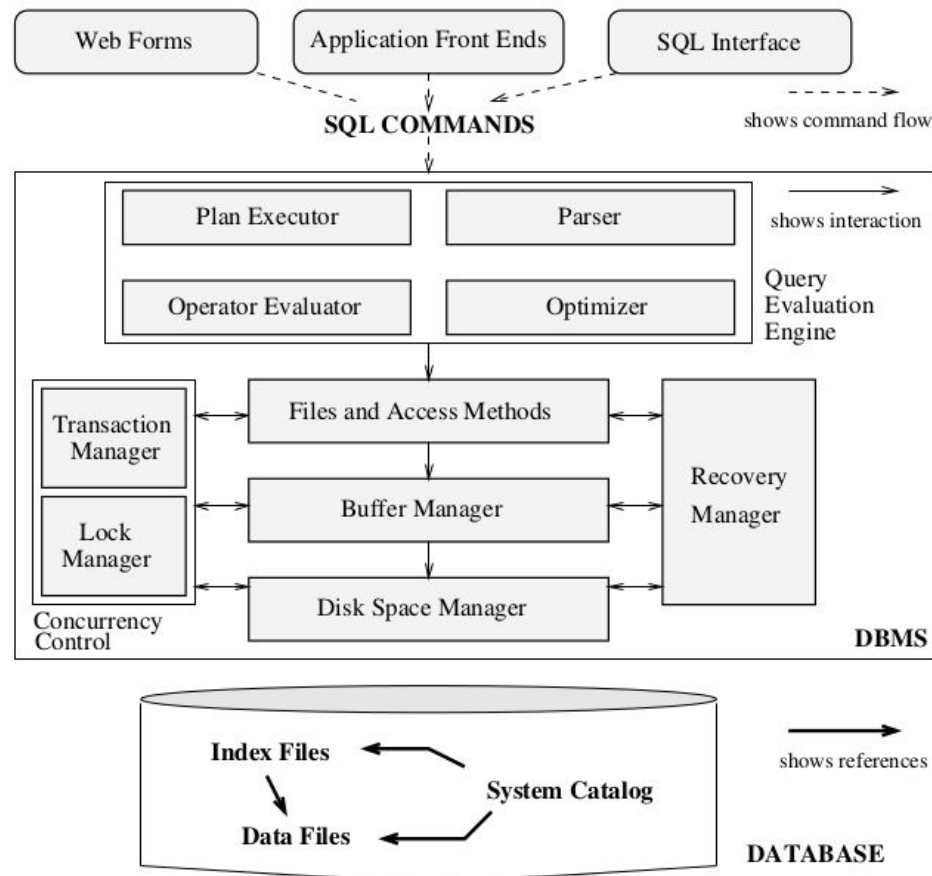 Web Forms
Application Front Ends
SQL Interface
SQL COMMANDS
shows command flow
Plan Executor
Parser
shows interaction
Operator Evaluator
Optimizer
Query
Evaluation
Engine
Transaction
Manager
Files and Access Methods
Recovery
Manager
Buffer Manager
Lock
Manager
Disk Space Manager
Concurrency
Control
DBMS
Index Files
shows references
System Catalog
Data Files
DATABASE